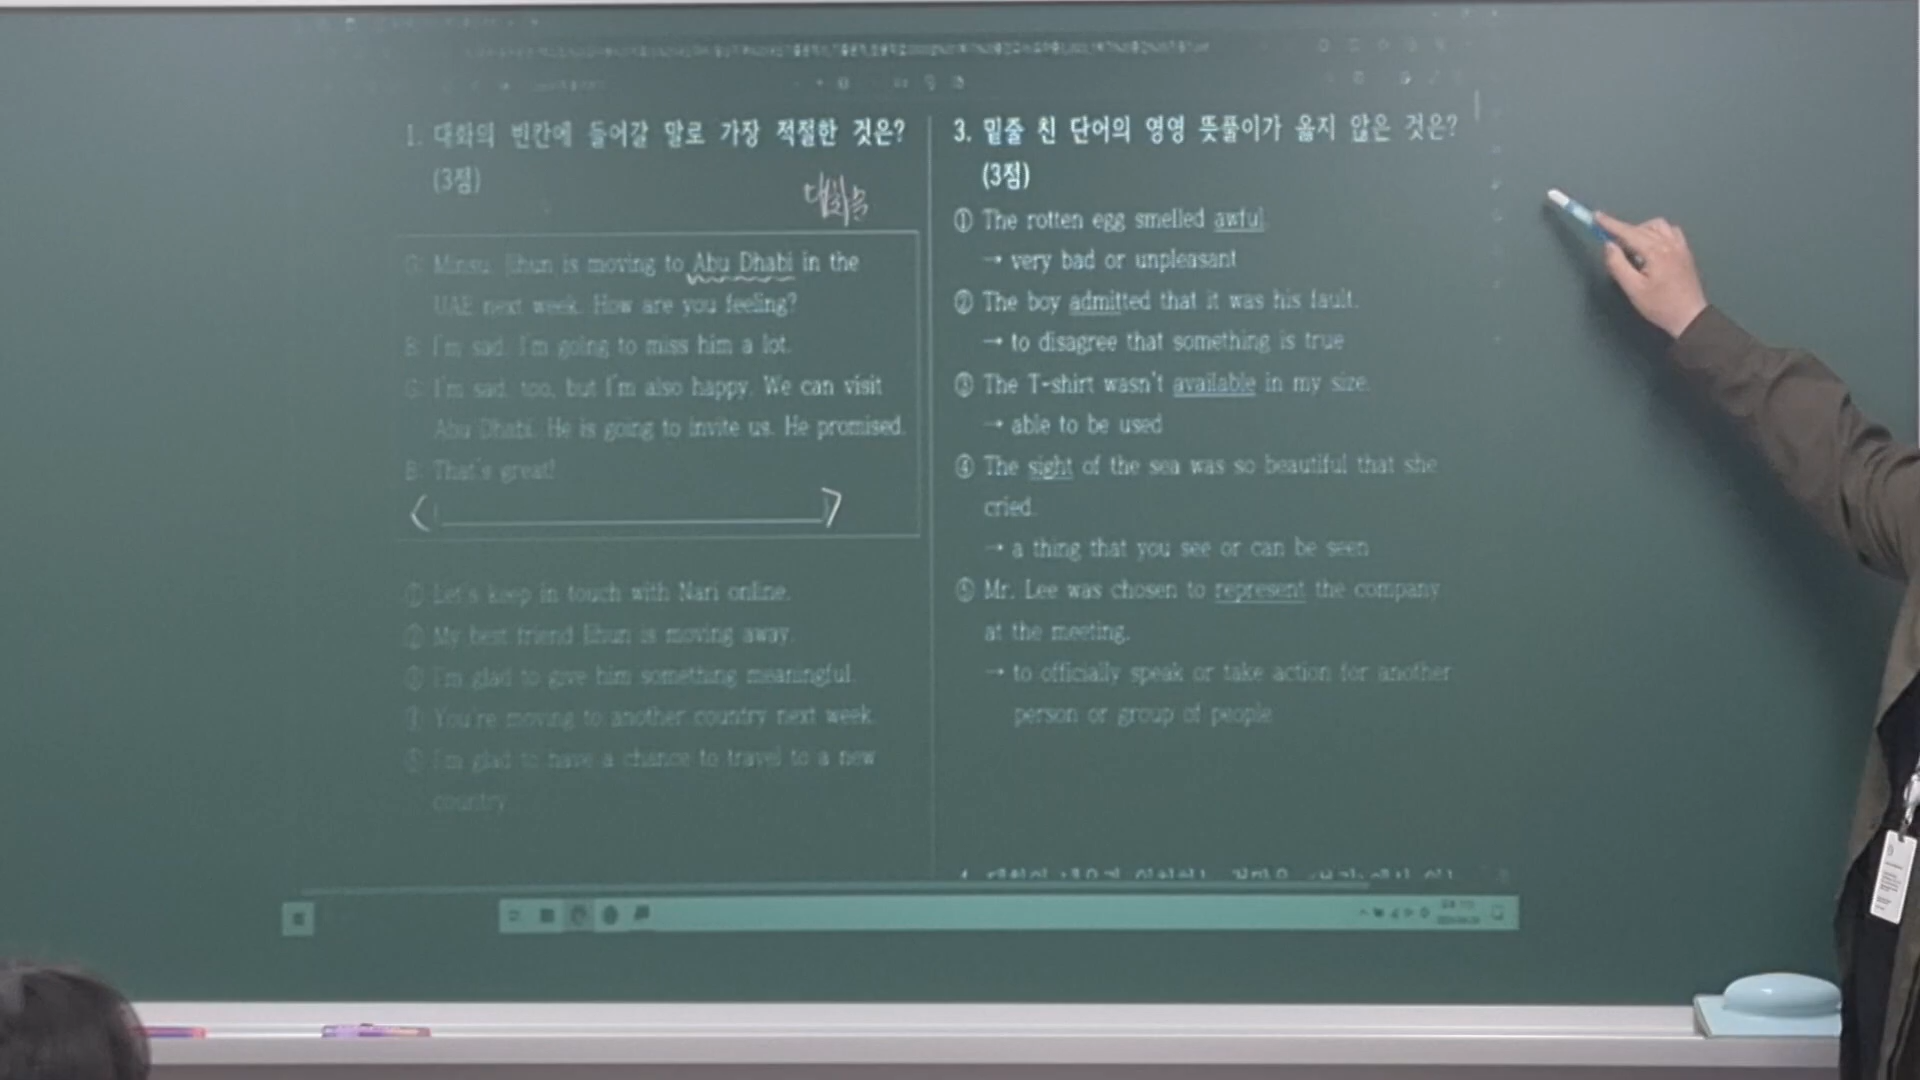 1. 대화의 빈칸에 들어갈 말로 가장 적절한 것은?
(3점)
대화
G: Minsu, Jihun is moving to Abu Dhabi in the
UAE next week. How are you feeling?
B: I'm sad. I'm going to miss him a lot.
G: I'm sad, too, but I'm also happy. We can visit
Abu Dhabi. He is going to invite us. He promised.
B: That's great!
① Let's keep in touch with Nari online.
② My best friend Jihun is moving away.
③ I'm glad to give him something meaningful.
④ You're moving to another country next week.
⑤ I'm glad to have a chance to travel to a new
country.
3. 밑줄 친 단어의 영영 뜻풀이가 옳지 않은 것은?
(3점)
① The rotten egg smelled awful.
→ very bad or unpleasant
② The boy admitted that it was his fault.
→ to disagree that something is true
③ The T-shirt wasn't available in my size.
→ able to be used
④ The sight of the sea was so beautiful that she
cried.
→ a thing that you see or can be seen
⑤ Mr. Lee was chosen to represent the company
at the meeting.
→ to officially speak or take action for another
person or group of people